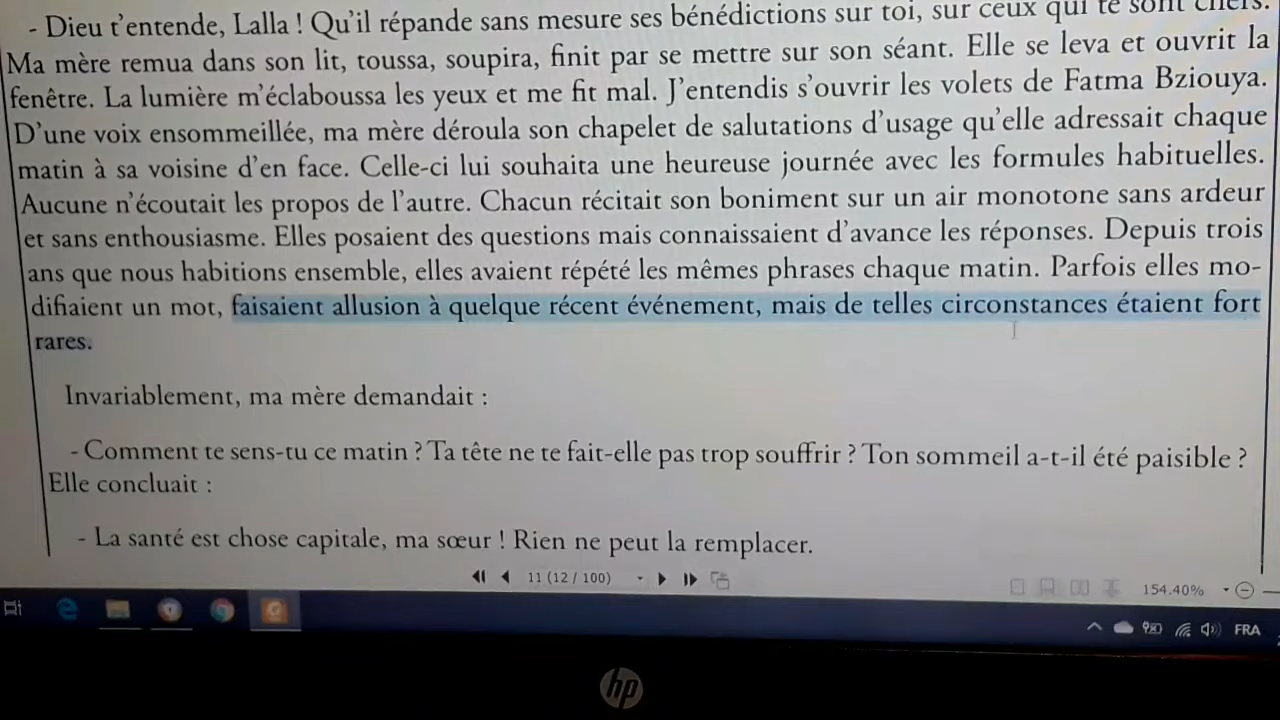 - Dieu t'entende, Lalla ! Qu'il répande sans mesure ses bénédictions sur toi, sur ceux qui te sont chers.
Ma mère remua dans son lit, toussa, soupira, finit par se mettre sur son séant. Elle se leva et ouvrit la
fenêtre. La lumière m'éclaboussa les yeux et me fit mal. J'entendis s'ouvrir les volets de Fatma Bziouya.
D'une voix ensommeillée, ma mère déroula son chapelet de salutations d'usage qu'elle adressait chaque
matin à sa voisine d'en face. Celle-ci lui souhaita une heureuse journée avec les formules habituelles.
Aucune n'écoutait les propos de l'autre. Chacun récitait son boniment sur un air monotone sans ardeur
et sans enthousiasme. Elles posaient des questions mais connaissaient d'avance les réponses. Depuis trois
ans que nous habitions ensemble, elles avaient répété les mêmes phrases chaque matin. Parfois elles mo-
difiaient un mot, faisaient allusion à quelque récent événement, mais de telles circonstances étaient fort
rares.
Invariablement, ma mère demandait :
- Comment te sens-tu ce matin ? Ta tête ne te fait-elle pas trop souffrir ? Ton sommeil a-t-il été paisible ?
Elle concluait :
- La santé est chose capitale, ma sœur ! Rien ne peut la remplacer.
11 (12 / 100)
154.40%
FRA
hp